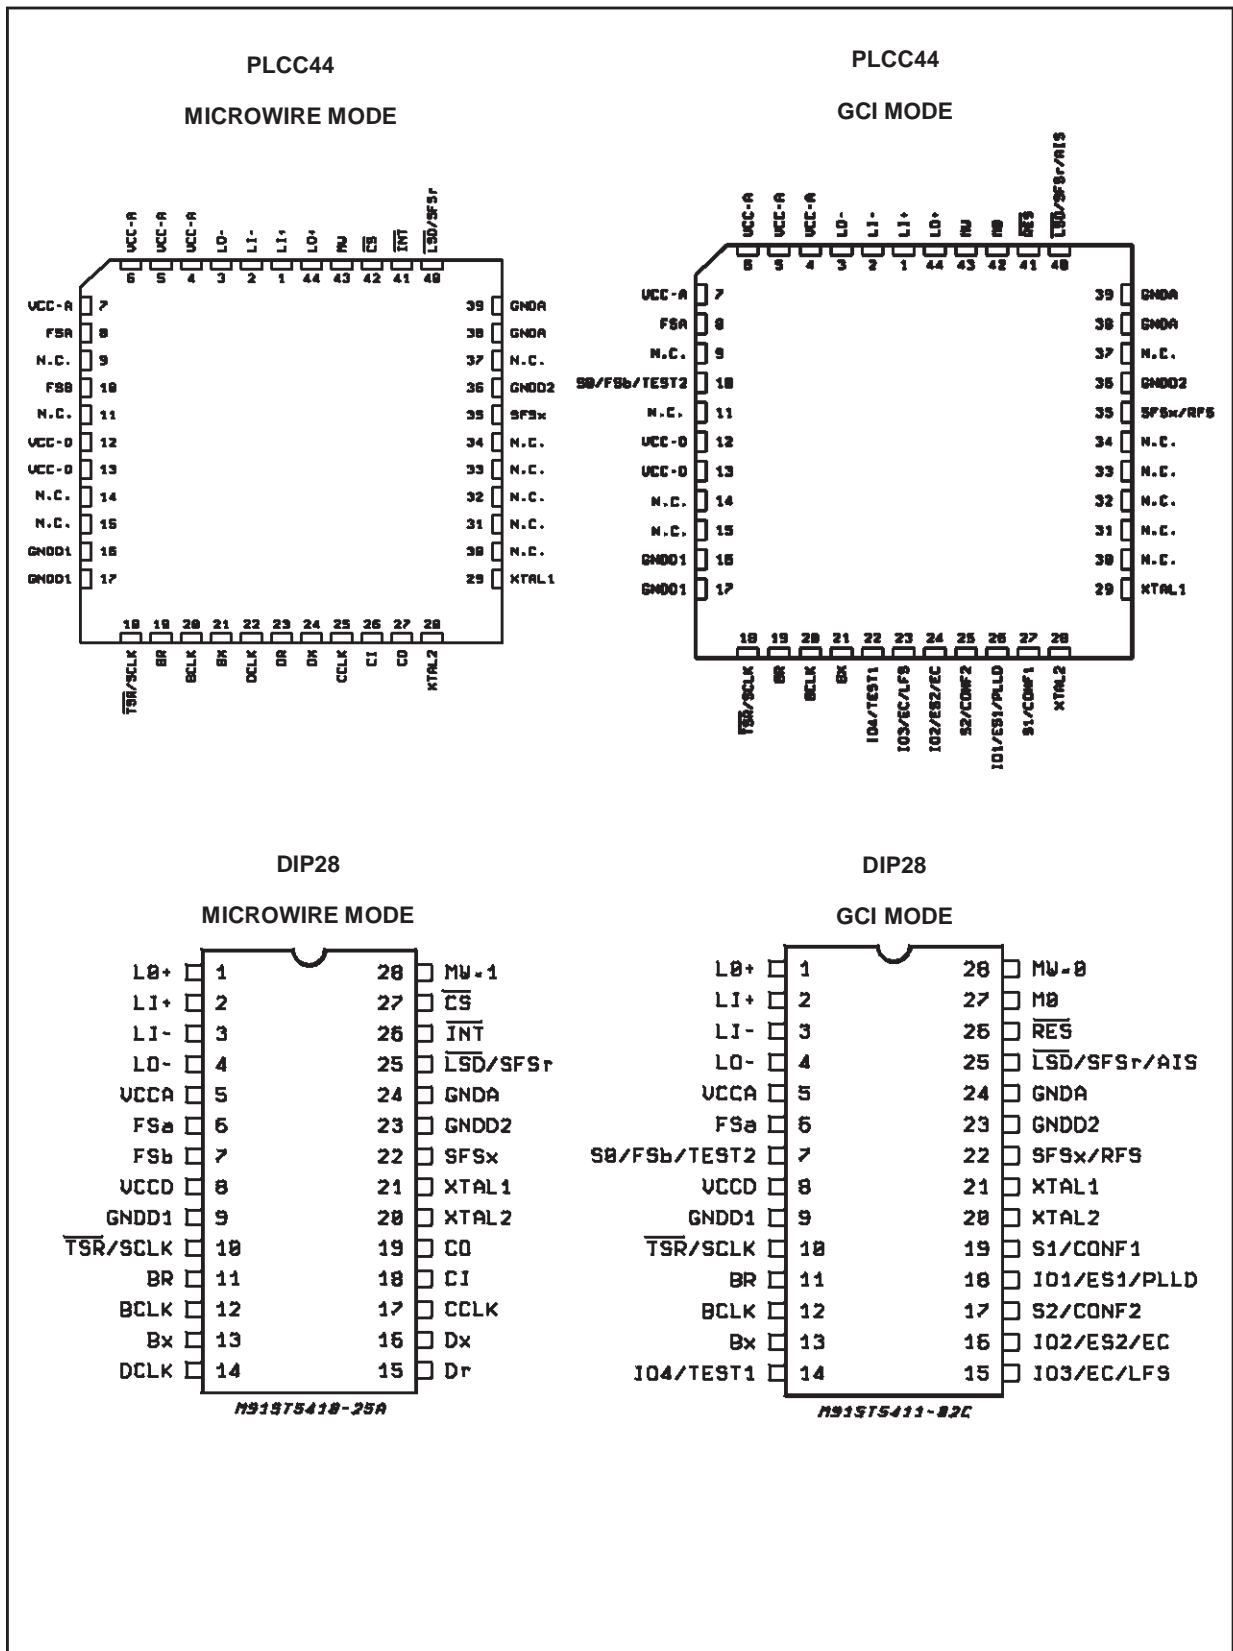 PLCC44
MICROWIRE MODE
VCC-A
VCC-A
VCC-A
LO-
LI-
LI+
LO+
MW
CS
INT
LSD/SFSr
6 5 4 3 2 1 44 43 42 41 40
VCC-A 7 39 GNDA
FSA 8 38 GNDA
N.C. 9 37 N.C.
FSB 10 36 GNDD2
N.C. 11 35 SFSx
VCC-D 12 34 N.C.
VCC-D 13 33 N.C.
N.C. 14 32 N.C.
N.C. 15 31 N.C.
GNDD1 16 30 N.C.
GNDD1 17 29 XTAL1
18 19 20 21 22 23 24 25 26 27 28
TSR/SCLK
BR
BCLK
BX
DCLK
DR
DX
CCLK
CI
CO
XTAL2
PLCC44
GCI MODE
VCC-A
VCC-A
VCC-A
LO-
LI-
LI+
LO+
MW
M0
RES
LSD/SFSr/AIS
6 5 4 3 2 1 44 43 42 41 40
VCC-A 7 39 GNDA
FSA 8 38 GNDA
N.C. 9 37 N.C.
S0/FSb/TEST2 10 36 GNDD2
N.C. 11 35 SFSx/RFS
VCC-D 12 34 N.C.
VCC-D 13 33 N.C.
N.C. 14 32 N.C.
N.C. 15 31 N.C.
GNDD1 16 30 N.C.
GNDD1 17 29 XTAL1
18 19 20 21 22 23 24 25 26 27 28
TSR/SCLK
BR
BCLK
BX
IO4/TEST1
IO3/EC/LFS
IO2/ES2/EC
S2/CONF2
IO1/ES1/PLLD
S1/CONF1
XTAL2
DIP28
MICROWIRE MODE
L0+ 1 28 MW=1
LI+ 2 27 CS
LI- 3 26 INT
LO- 4 25 LSD/SFSr
VCCA 5 24 GNDA
FSa 6 23 GNDD2
FSb 7 22 SFSx
VCCD 8 21 XTAL1
GNDD1 9 20 XTAL2
TSR/SCLK 10 19 CO
BR 11 18 CI
BCLK 12 17 CCLK
Bx 13 16 Dx
DCLK 14 15 Dr
M91ST5410-25A
DIP28
GCI MODE
L0+ 1 28 MW=0
LI+ 2 27 M0
LI- 3 26 RES
LO- 4 25 LSD/SFSr/AIS
VCCA 5 24 GNDA
FSa 6 23 GNDD2
S0/FSb/TEST2 7 22 SFSx/RFS
VCCD 8 21 XTAL1
GNDD1 9 20 XTAL2
TSR/SCLK 10 19 S1/CONF1
BR 11 18 IO1/ES1/PLLD
BCLK 12 17 S2/CONF2
Bx 13 16 IO2/ES2/EC
IO4/TEST1 14 15 IO3/EC/LFS
M91ST5411-02C